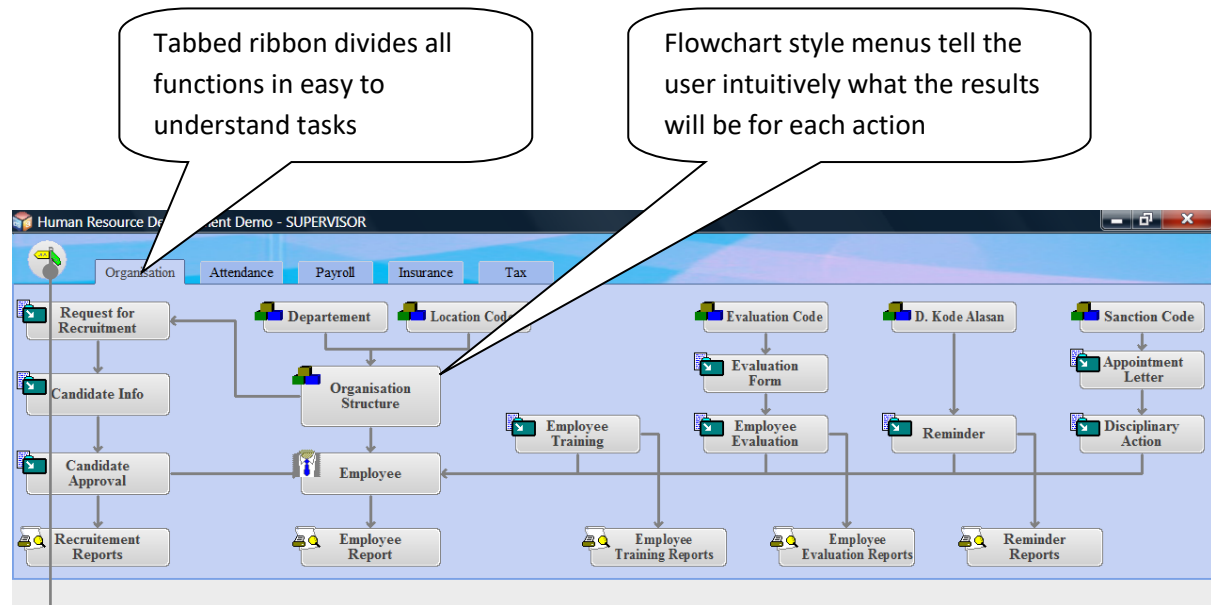 Tabbed ribbon divides all
functions in easy to
understand tasks
Flowchart style menus tell the
user intuitively what the results
will be for each action
Human Resource De ent Demo - SUPERVISOR
Organisation
Attendance
Payroll
Insurance
Tax
Request for
Recruitment
Departement
Location Code
Evaluation Code
D. Kode Alasan
Sanction Code
Candidate Info
Organisation
Structure
Evaluation
Form
Appointment
Letter
Employee
Training
Employee
Evaluation
Reminder
Disciplinary
Action
Candidate
Approval
Employee
Recruitement
Reports
Employee
Report
Employee
Training Reports
Employee
Evaluation Reports
Reminder
Reports